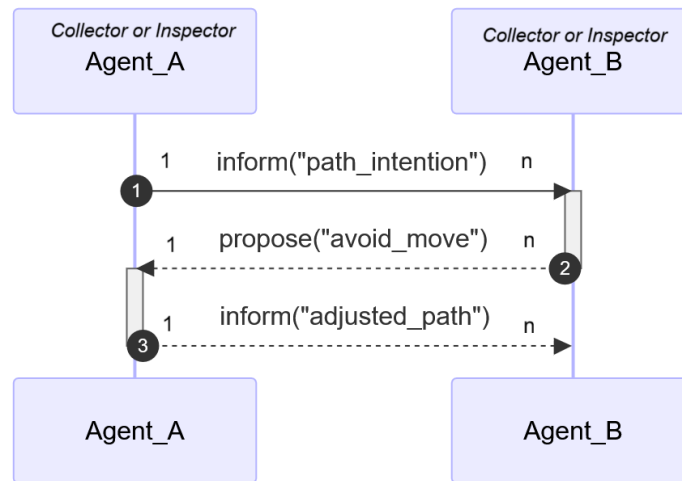 Collector or Inspector
Agent_A
Collector or Inspector
Agent_B
1 inform("path_intention") n
1
1 propose("avoid_move") n
2
1 inform("adjusted_path") n
3
Agent_A
Agent_B